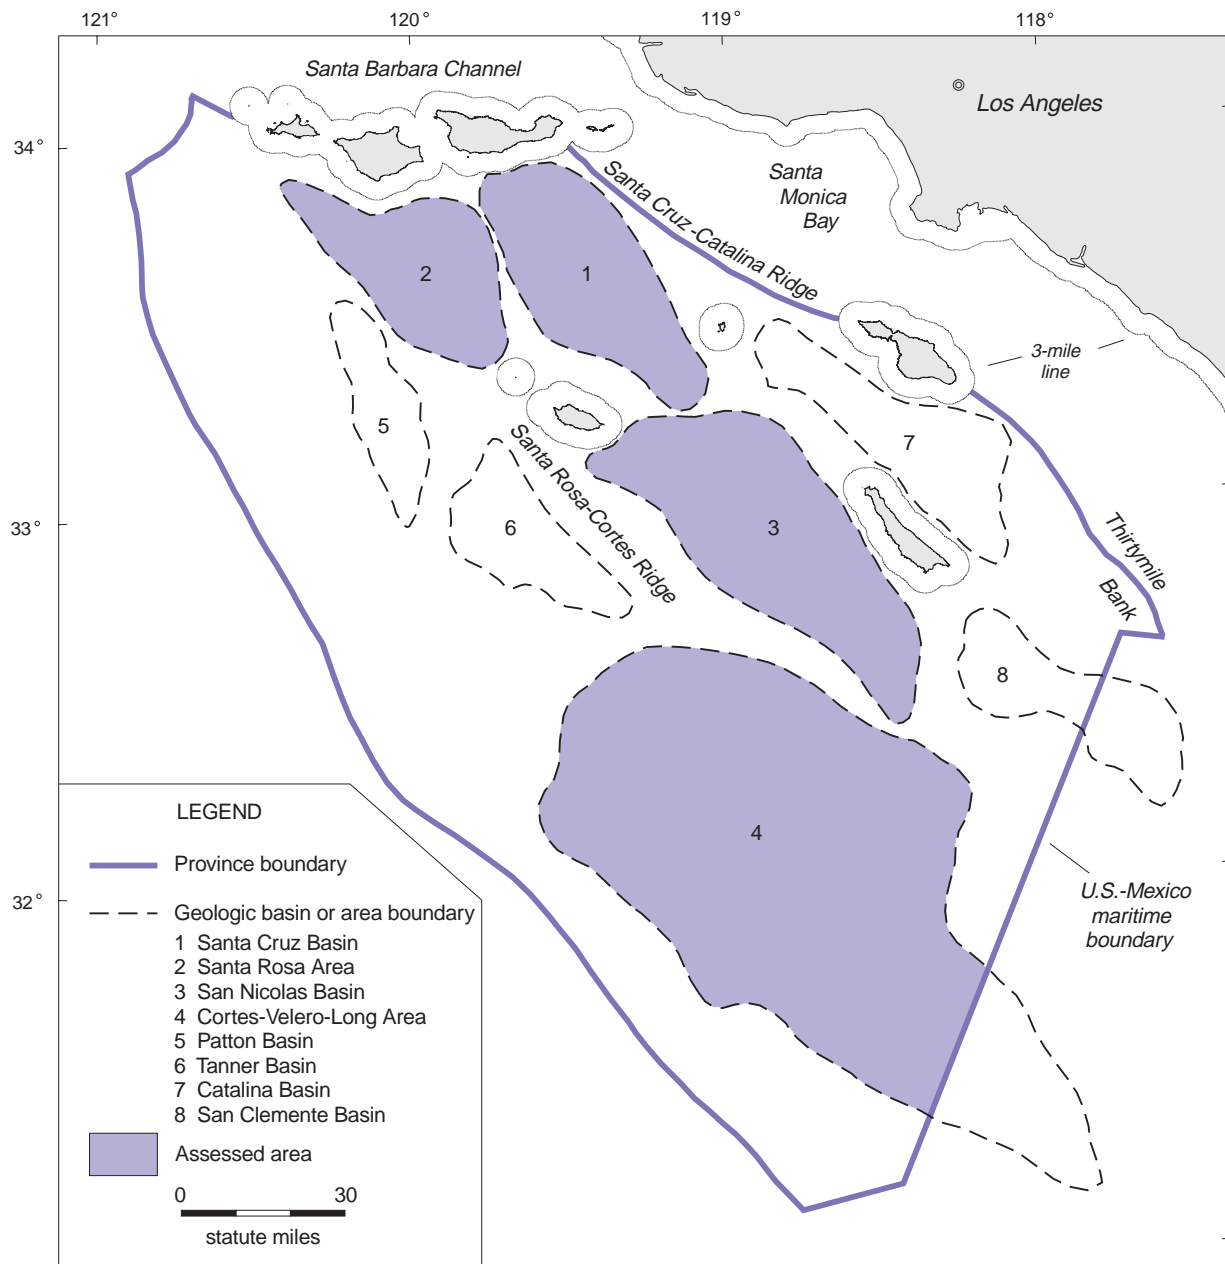 121°
120°
119°
118°
Santa Barbara Channel
Los Angeles
34°
Santa
Monica
Bay
Santa Cruz-Catalina Ridge
2
1
3-mile
line
5
7
Santa Rosa-Cortes Ridge
33°
6
3
Thirtymile
Bank
8
LEGEND
4
Province boundary
U.S.-Mexico
maritime
boundary
32°
Geologic basin or area boundary
1 Santa Cruz Basin
2 Santa Rosa Area
3 San Nicolas Basin
4 Cortes-Velero-Long Area
5 Patton Basin
6 Tanner Basin
7 Catalina Basin
8 San Clemente Basin
Assessed area
0 30
statute miles